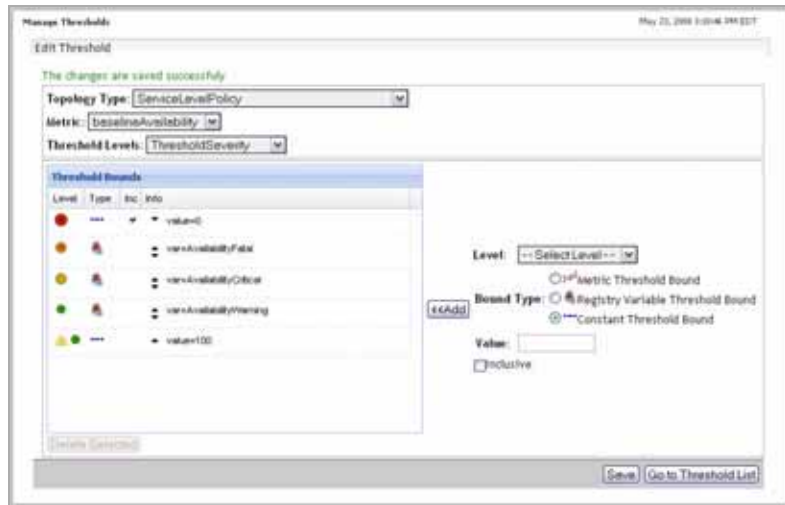 Manage Thresholds
Edit Threshold
The changes are saved successfuly
Topology Type: ServiceLevelPolicy
Metric: baselineAvailability
Threshold Levels: ThresholdSeverity
Threshold Bounds
Level Type Inc Info
value=0
var=AvailabilityFatal
var=AvailabilityCritical
var=AvailabilityWarning
value=100
Level: -- Select Level --
Metric Threshold Bound
Bound Type: Registry Variable Threshold Bound
<<Add
Constant Threshold Bound
Value:
Inclusive
Delete Selected
Save Go to Threshold List